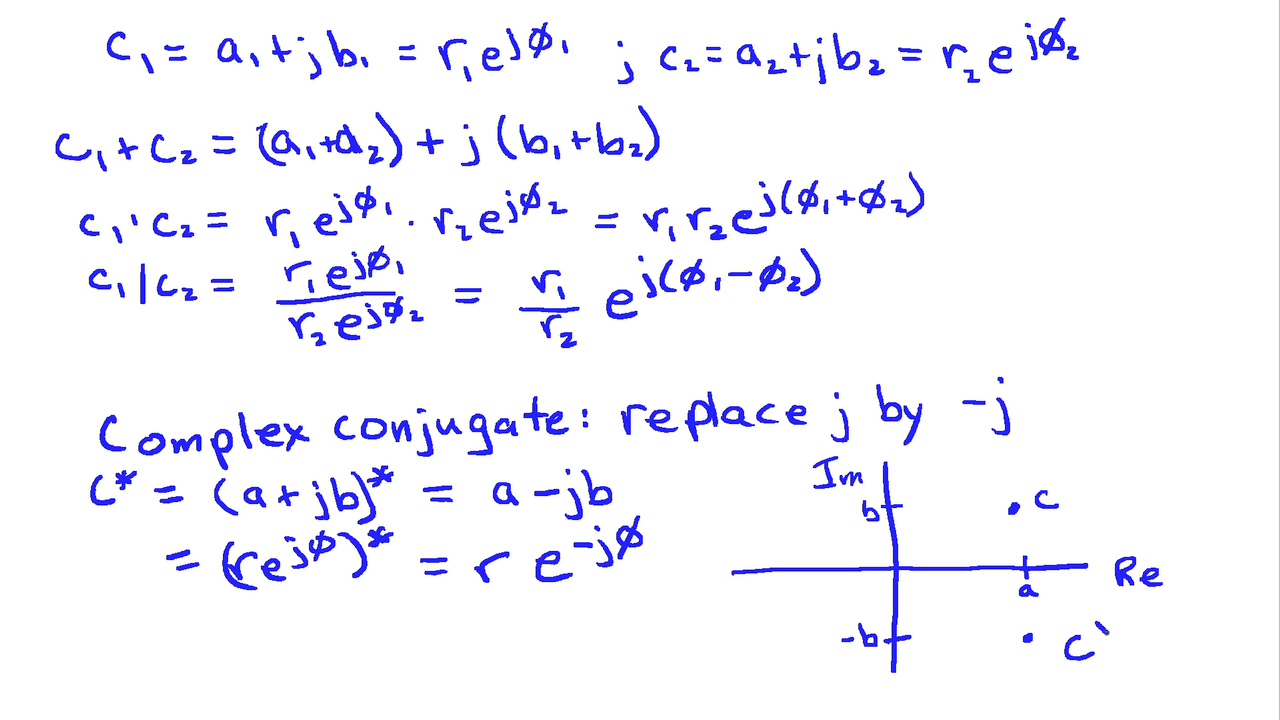 c₁ = a₁ + jb₁ = r₁e^{jϕ₁} ; c₂ = a₂ + jb₂ = r₂e^{jϕ₂}
c₁ + c₂ = (a₁+a₂) + j(b₁+b₂)
c₁·c₂ = r₁e^{jϕ₁} · r₂e^{jϕ₂} = r₁r₂e^{j(ϕ₁+ϕ₂)}
c₁/c₂ = r₁e^{jϕ₁}/r₂e^{jϕ₂} = r₁/r₂ e^{j(ϕ₁-ϕ₂)}
Complex conjugate: replace j by -j
c* = (a+jb)* = a-jb
= (re^{jϕ})* = re^{-jϕ}
Im
b
c
Re
a
-b
c`